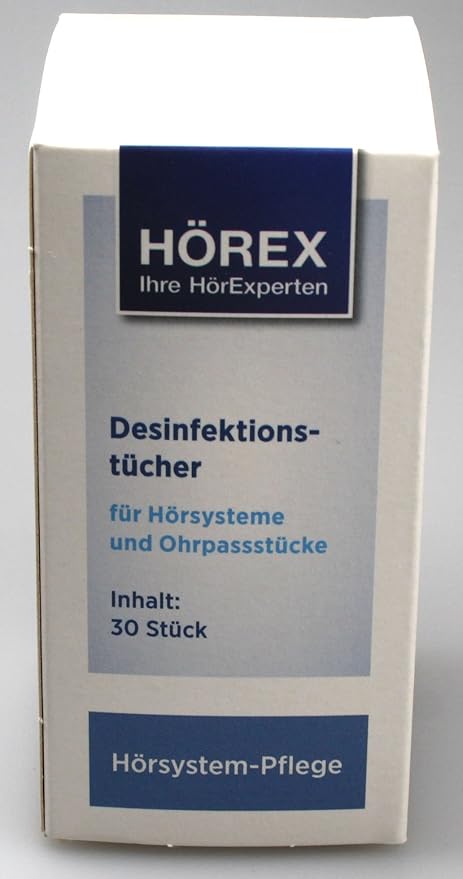 HÖREX
Ihre HörExperten
Desinfektions-
tücher
für Hörsysteme
und Ohrpassstücke
Inhalt:
30 Stück
Hörsystem-Pflege